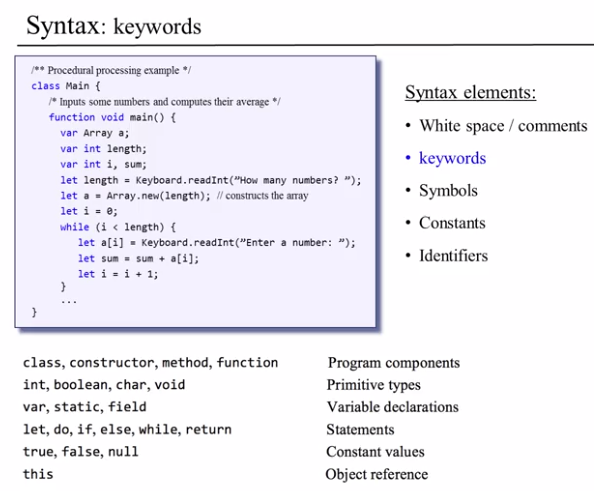 Syntax: keywords
/** Procedural processing example */
class Main {
/* Inputs some numbers and computes their average */
function void main() {
var Array a;
var int length;
var int i, sum;
let length = Keyboard.readInt(”How many numbers? ”);
let a = Array.new(length); // constructs the array
let i = 0;
while (i < length) {
let a[i] = Keyboard.readInt(”Enter a number: ”);
let sum = sum + a[i];
let i = i + 1;
}
...
}
Syntax elements:
• White space / comments
• keywords
• Symbols
• Constants
• Identifiers
class, constructor, method, function Program components
int, boolean, char, void Primitive types
var, static, field Variable declarations
let, do, if, else, while, return Statements
true, false, null Constant values
this Object reference